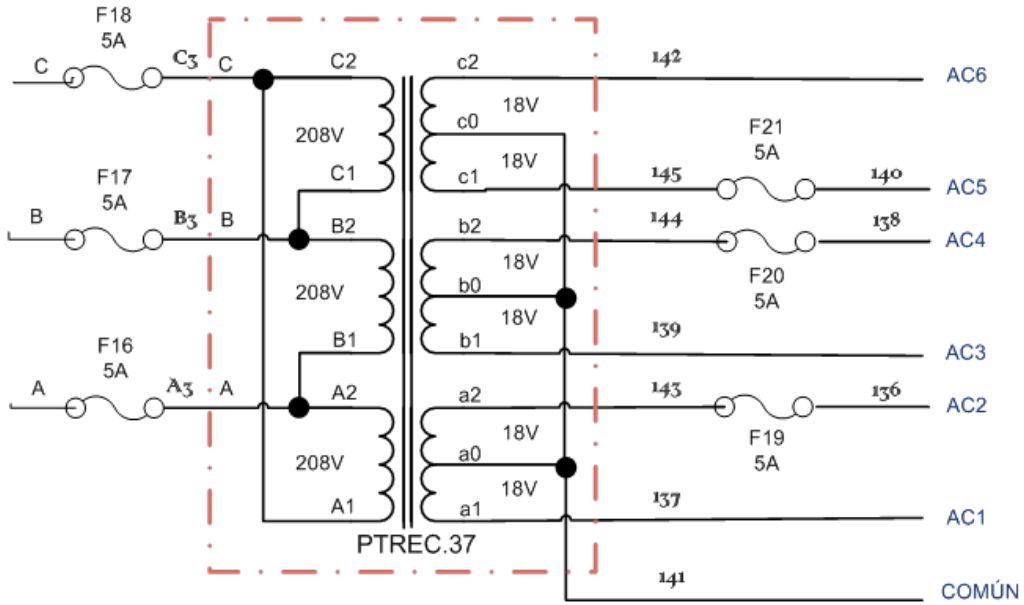 F18
5A
C C3 C C2 c2 142 AC6
18V
208V c0
18V
F21
5A
C1 c1 145 140 AC5
F17
5A
B B3 B B2 b2 144 138 AC4
18V
208V b0
18V
F20
5A
B1 b1 139 AC3
F16
5A
A A3 A A2 a2 143 136 AC2
18V
208V a0
18V
F19
5A
A1 a1 137 AC1
PTREC.37
141 COMÚN